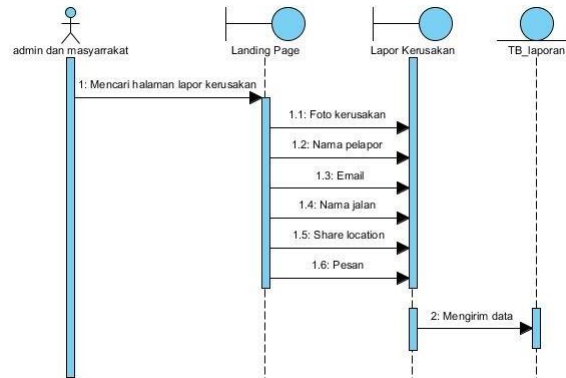 admin dan masyarrakat
Landing Page
Lapor Kerusakan
TB_laporan
1: Mencari halaman lapor kerusakan
1.1: Foto kerusakan
1.2: Nama pelapor
1.3: Email
1.4: Nama jalan
1.5: Share location
1.6: Pesan
2: Mengirim data